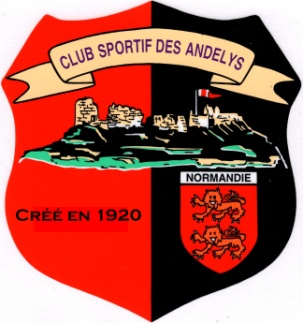 CLUB SPORTIF DES ANDELYS
NORMANDIE
CRÉÉ EN 1920